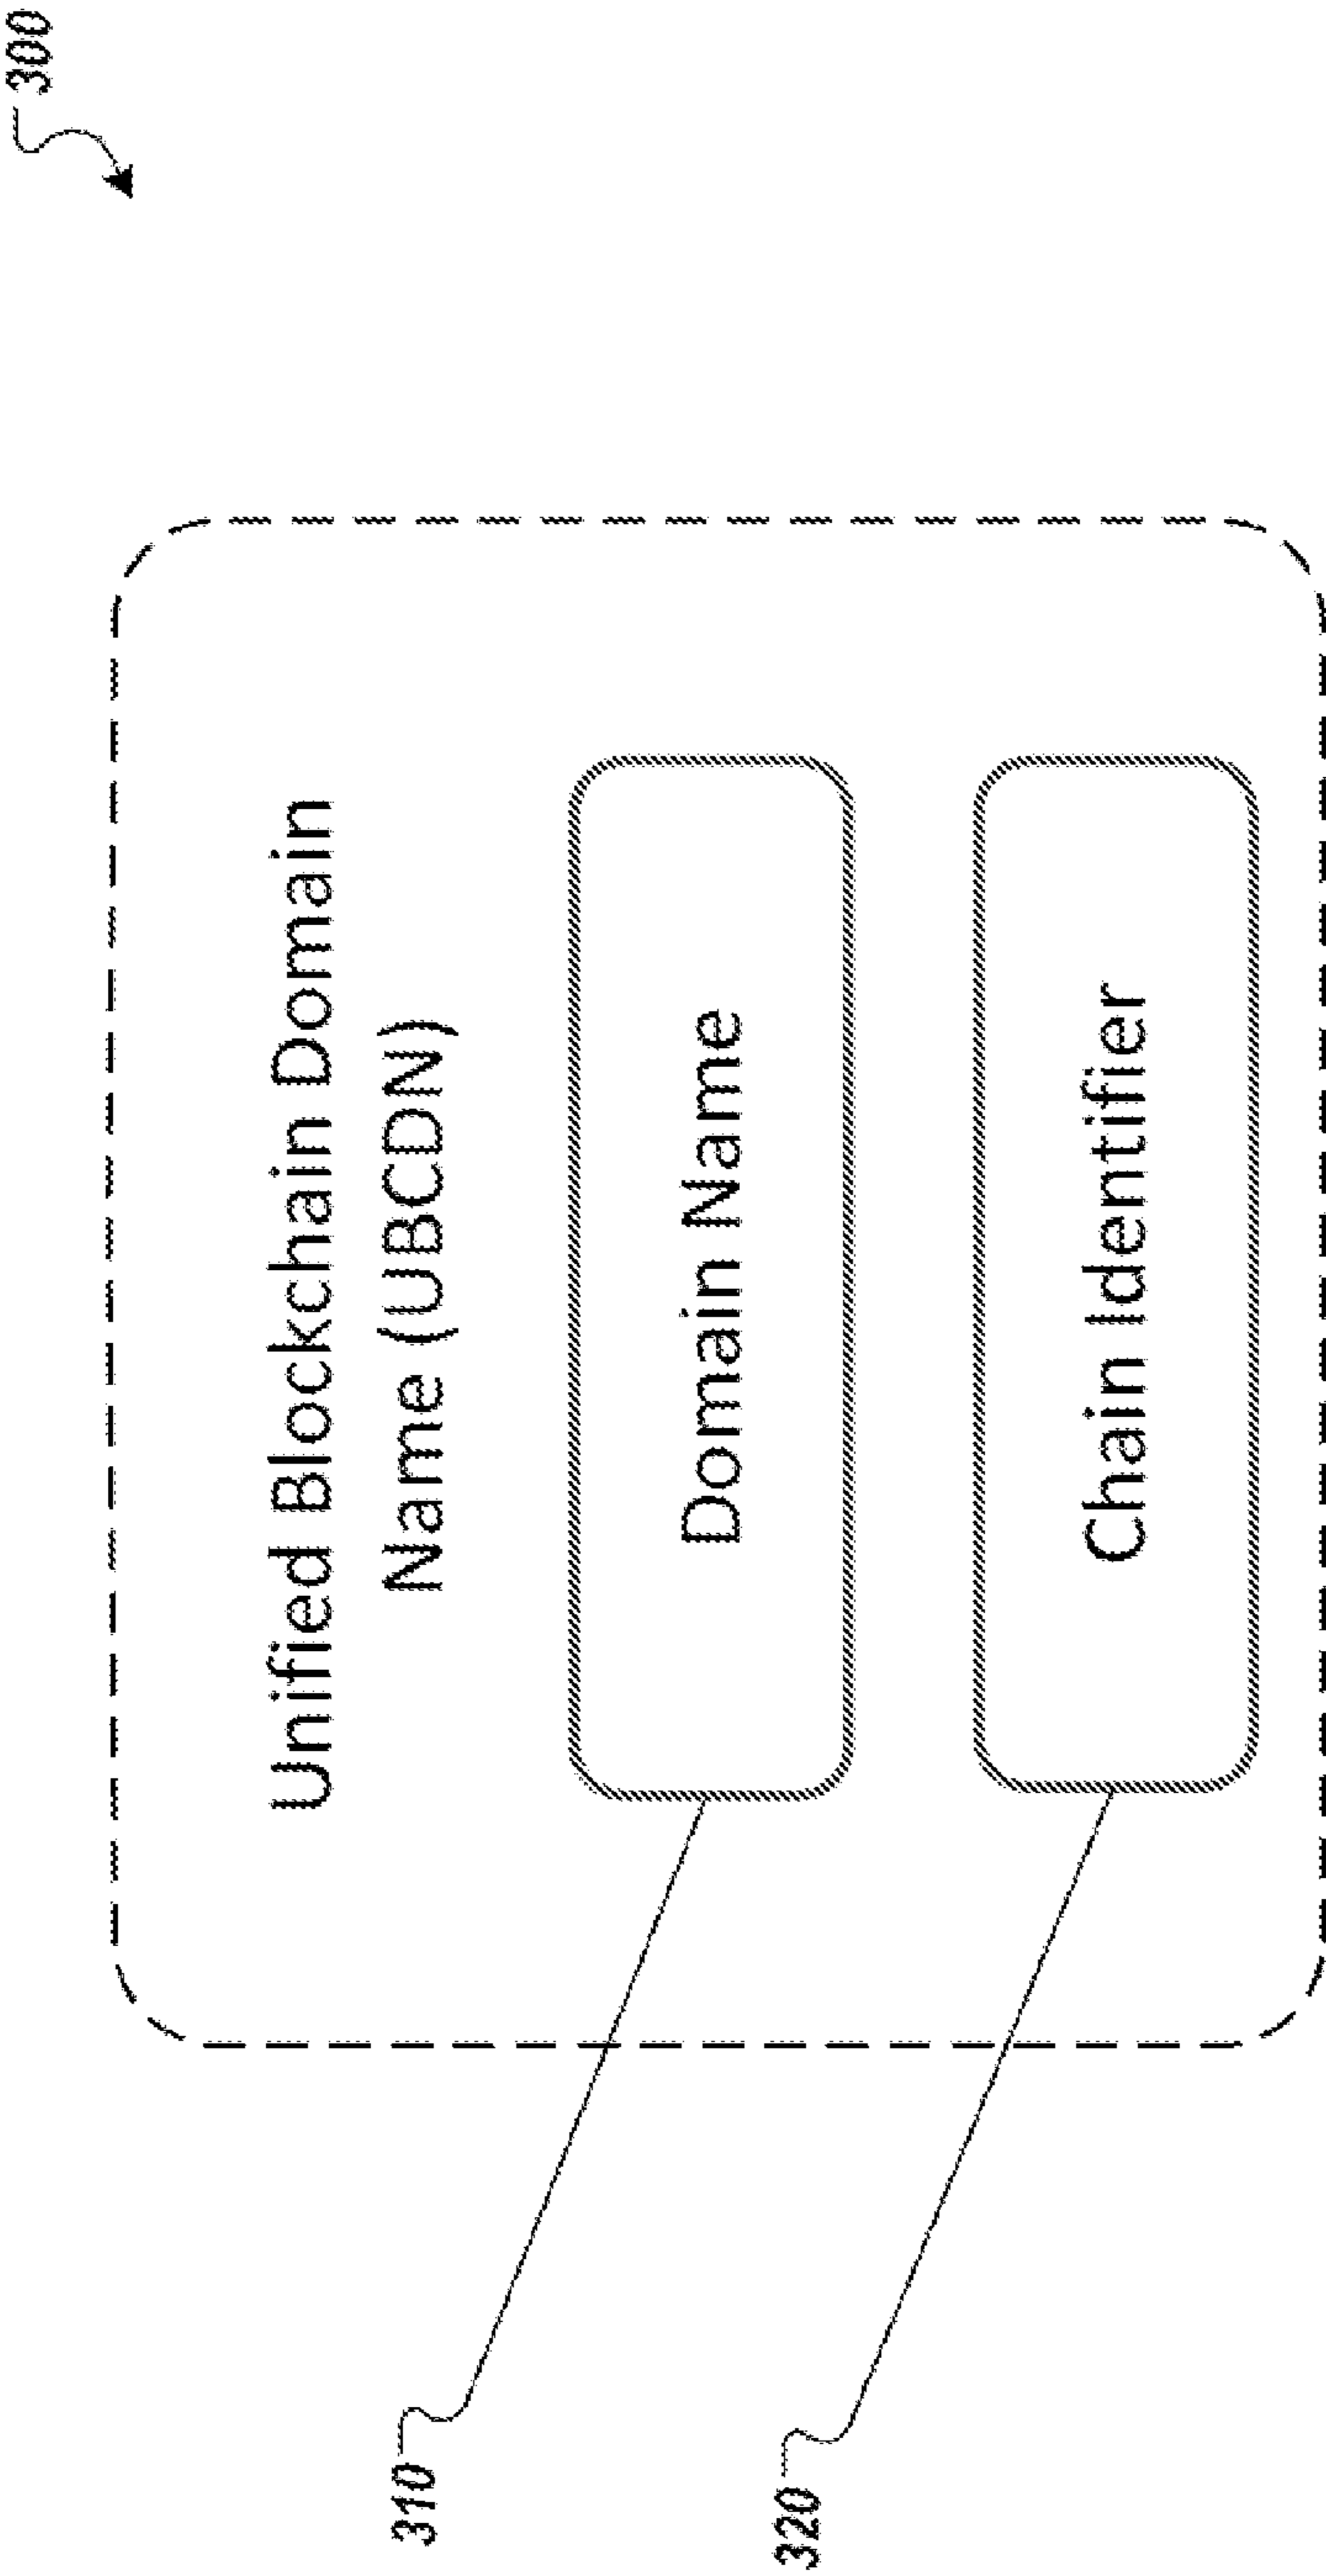 300
Unified Blockchain Domain
Name (UBCDN)
310
Domain Name
320
Chain Identifier